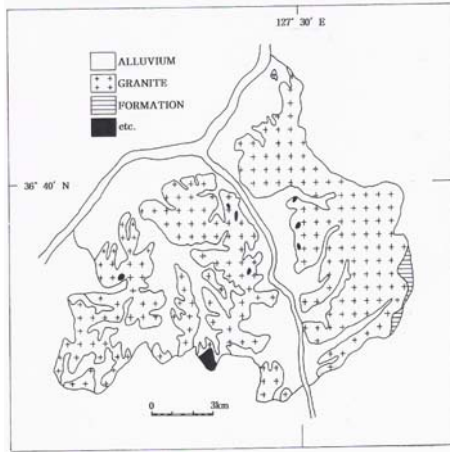 127° 30' E
ALLUVIUM
GRANITE
FORMATION
etc.
36° 40' N
0 3km